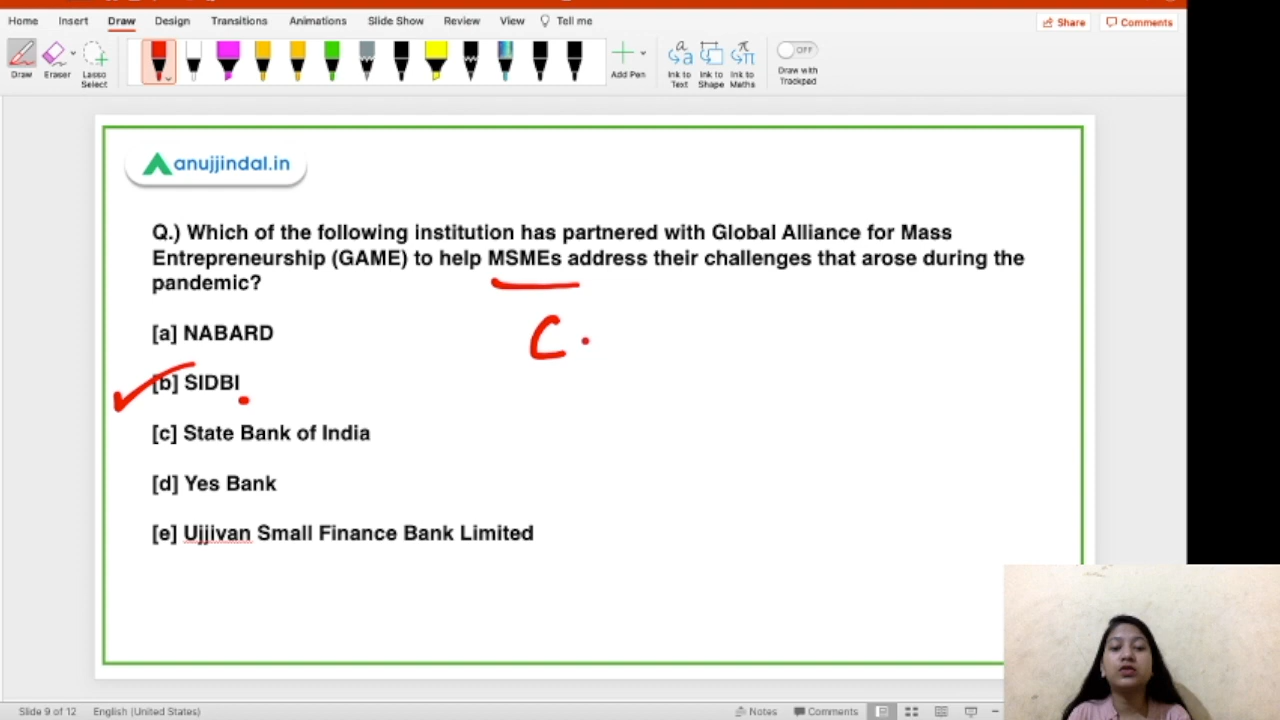 Home Insert Draw Design Transitions Animations Slide Show Review View Tell me Share Comments
Draw Eraser Lasso Select Add Pen Ink to Text Ink to Shape Ink to Maths OFF Draw with Trackpad
anujjindal.in
Q.) Which of the following institution has partnered with Global Alliance for Mass
Entrepreneurship (GAME) to help MSMEs address their challenges that arose during the
pandemic?
[a] NABARD
C
[b] SIDBI
[c] State Bank of India
[d] Yes Bank
[e] Ujjivan Small Finance Bank Limited
Slide 9 of 12 English (United States) Notes Comments